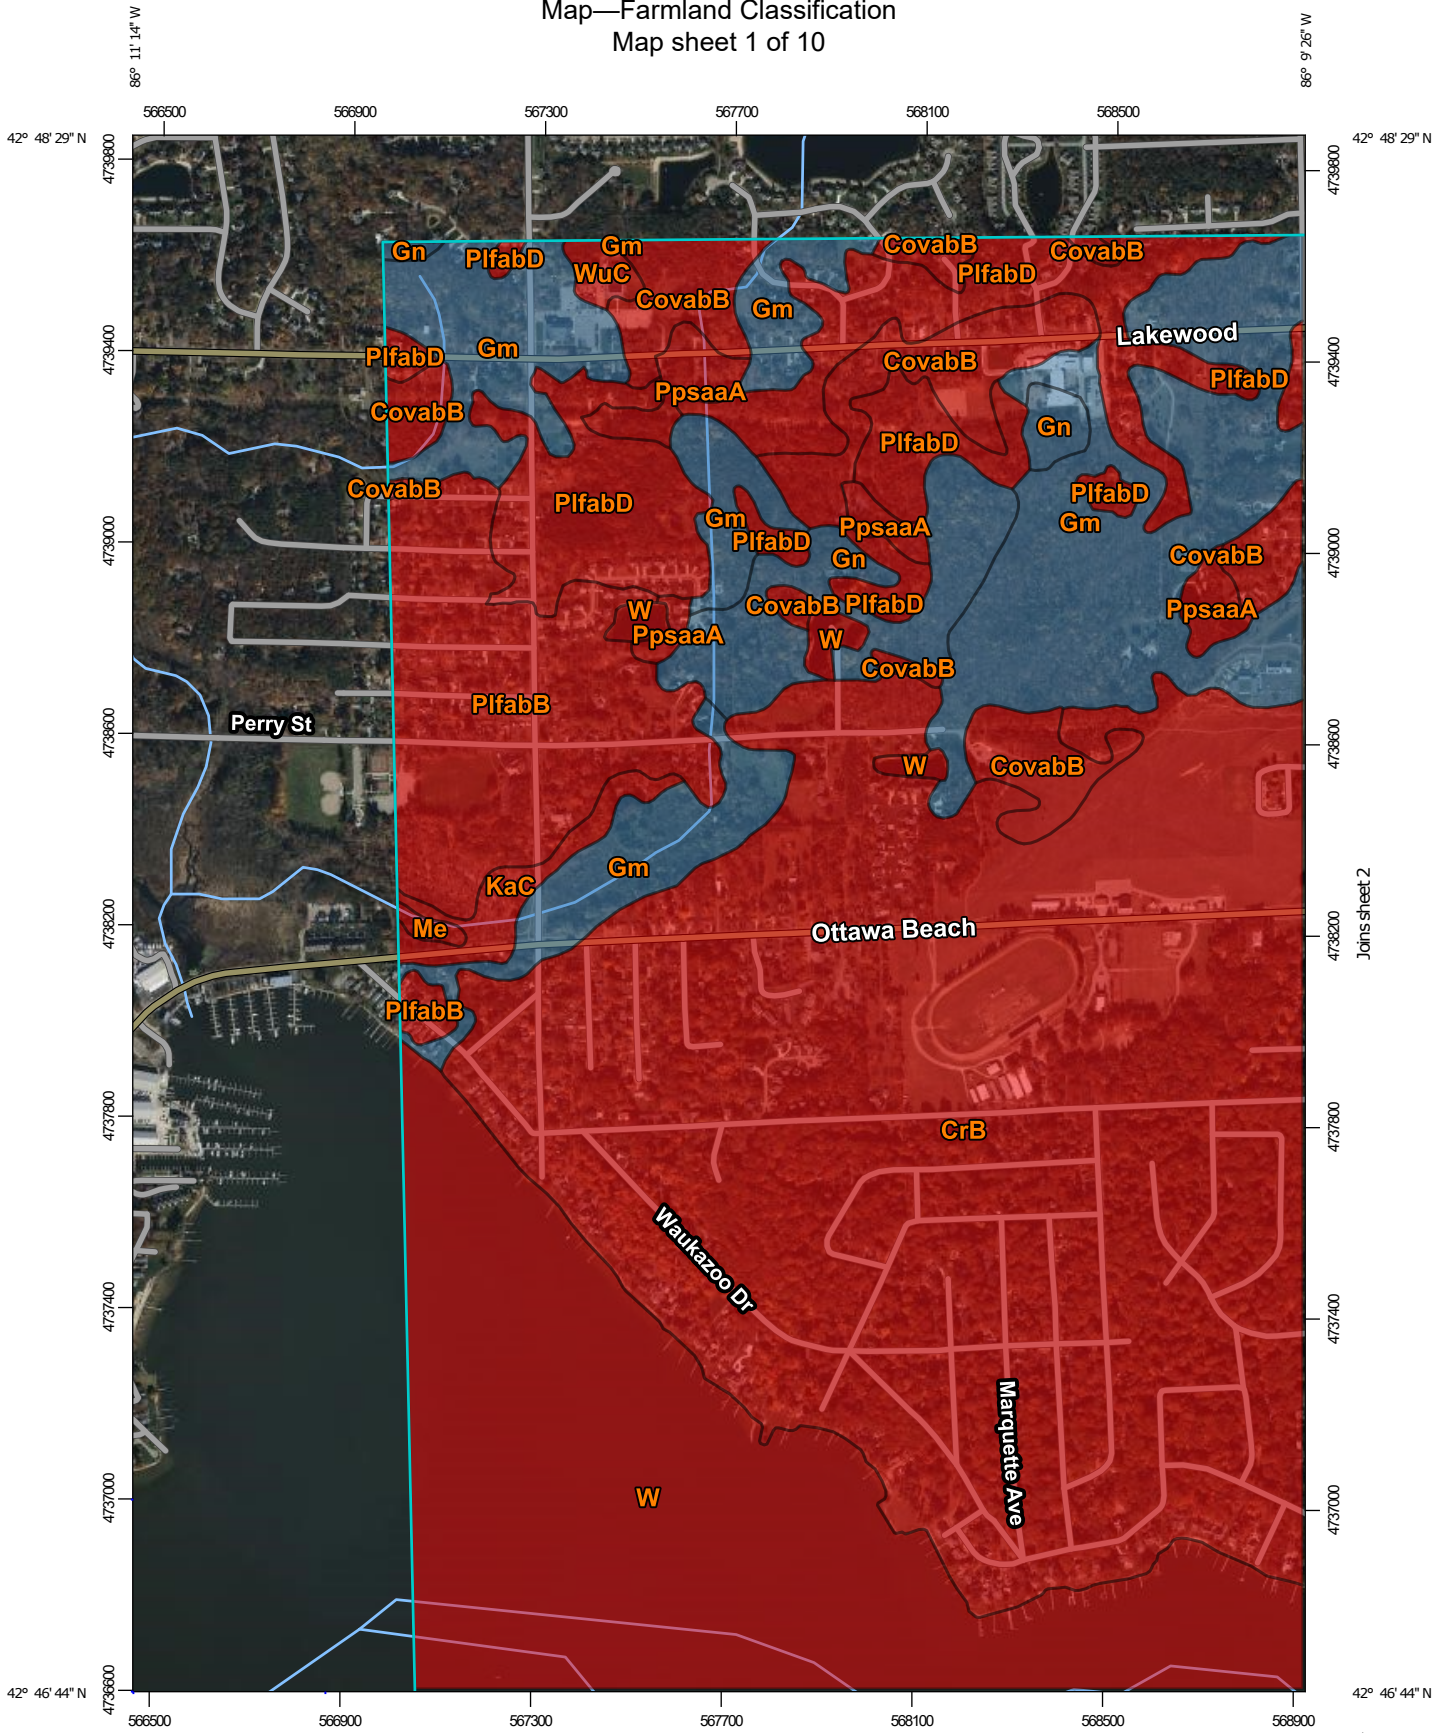 Map—Farmland Classification
Map sheet 1 of 10
86° 11' 14" W
86° 9' 26" W
566500 566900 567300 567700 568100 568500
42° 48' 29" N
42° 48' 29" N
4739800
4739400
4739000
4738600
4738200
4737800
4737400
4737000
4736600
4739800
4739400
4739000
4738600
4738200
4737800
4737400
4737000
Gn
PlfabD
Gm
CovabB
CovabB
WuC
PlfabD
CovabB
Gm
Lakewood
PlfabD
Gm
CovabB
PlfabD
PpsaaA
CovabB
Gn
PlfabD
CovabB
PlfabD
PlfabD
Gm
Gm
PpsaaA
PlfabD
Gn
CovabB
W
CovabB
PlfabD
PpsaaA
PpsaaA
W
CovabB
PlfabB
Perry St
W
CovabB
Gm
KaC
Me
Ottawa Beach
Joins sheet 2
PlfabB
CrB
Waukazoo Dr
Marquette Ave
W
42° 46' 44" N
42° 46' 44" N
566500 566900 567300 567700 568100 568500 568900